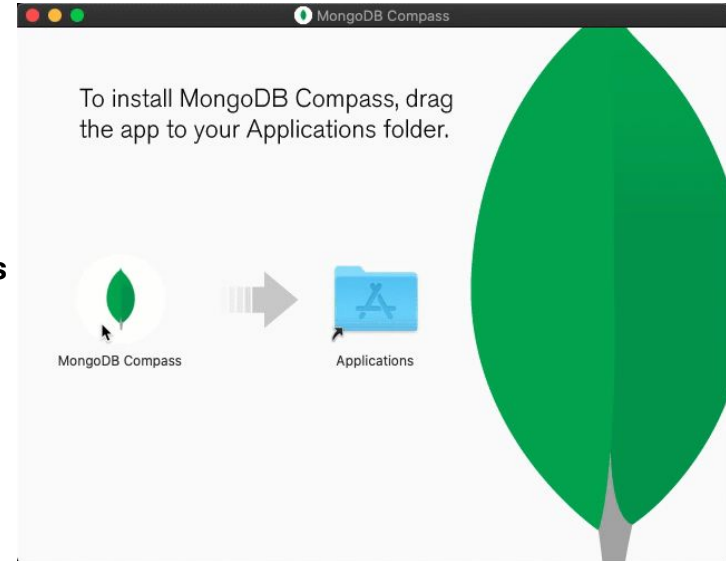 MongoDB Compass
To install MongoDB Compass, drag
the app to your Applications folder.
s
MongoDB Compass
Applications